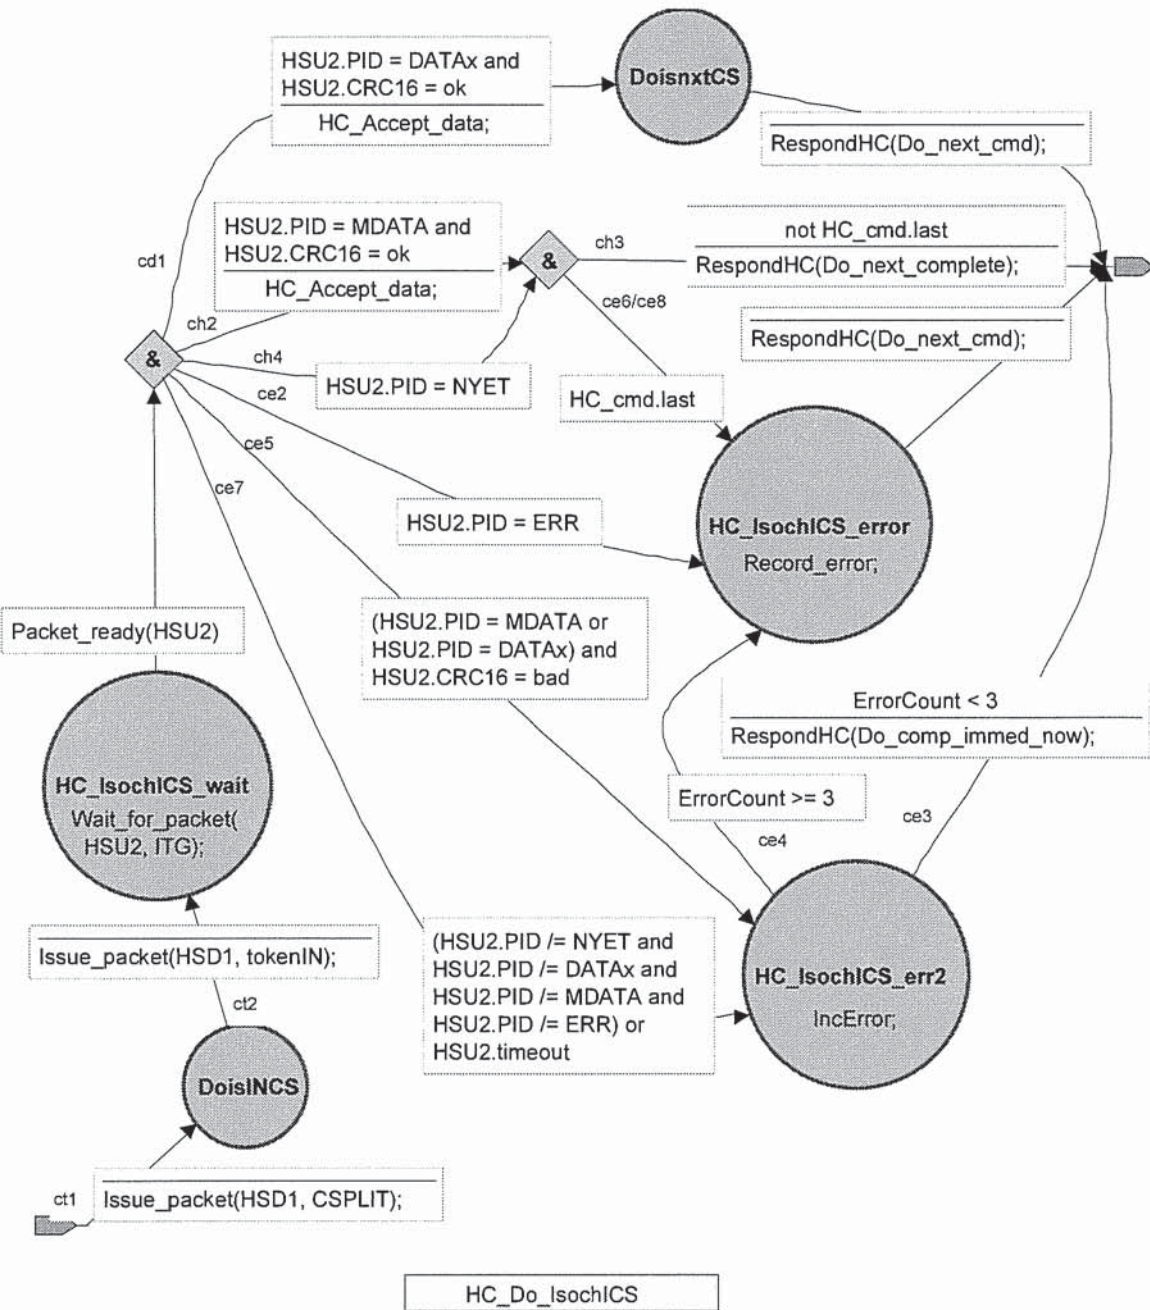 HSU2.PID = DATAx and
HSU2.CRC16 = ok
HC_Accept_data;
DoisnxtCS
RespondHC(Do_next_cmd);
HSU2.PID = MDATA and
HSU2.CRC16 = ok
HC_Accept_data;
cd1
&
ch3
not HC_cmd.last
RespondHC(Do_next_complete);
ce6/ce8
ch2
RespondHC(Do_next_cmd);
&
ch4
HSU2.PID = NYET
ce2
HC_cmd.last
ce5
ce7
HSU2.PID = ERR
HC_IsochICS_error
Record_error;
Packet_ready(HSU2)
(HSU2.PID = MDATA or
HSU2.PID = DATAx) and
HSU2.CRC16 = bad
ErrorCount < 3
RespondHC(Do_comp_immed_now);
HC_IsochICS_wait
Wait_for_packet(
HSU2, ITG);
ErrorCount >= 3
ce3
ce4
Issue_packet(HSD1, tokenIN);
(HSU2.PID /= NYET and
HSU2.PID /= DATAx and
HSU2.PID /= MDATA and
HSU2.PID /= ERR) or
HSU2.timeout
HC_IsochICS_err2
IncError;
ct2
DoisINCS
ct1
Issue_packet(HSD1, CSPLIT);
HC_Do_IsochICS